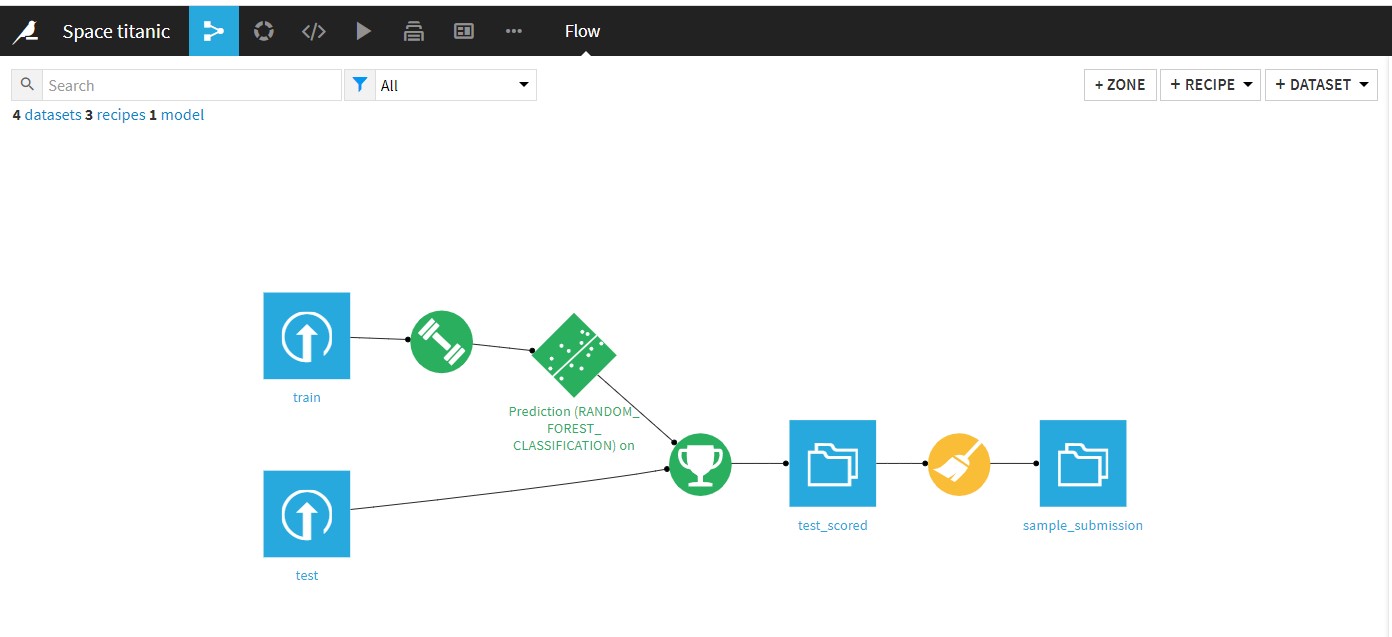 Space titanic
Flow
Search
All
+ ZONE
+ RECIPE
+ DATASET
4 datasets 3 recipes 1 model
train
Prediction (RANDOM_
FOREST_
CLASSIFICATION) on
test_scored
sample_submission
test